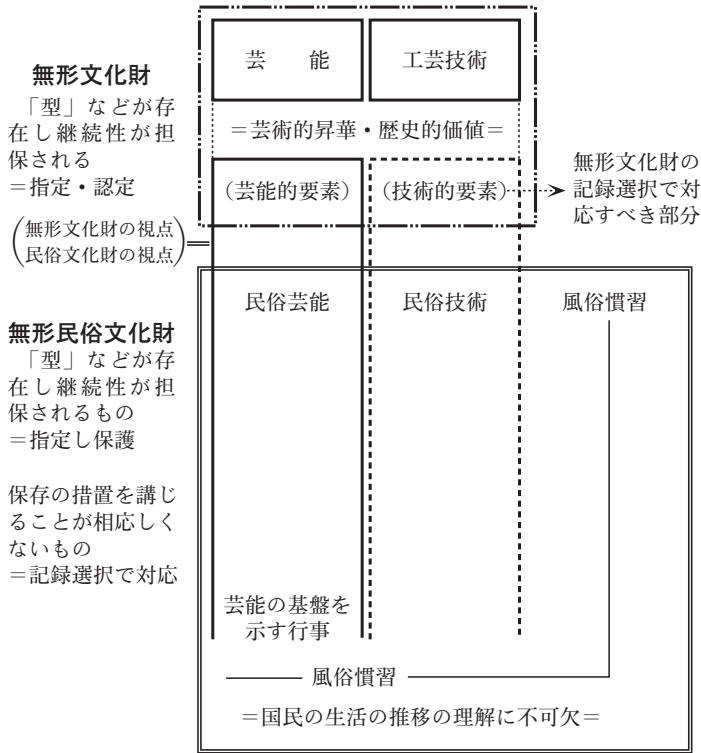 芸　　能
工芸技術
無形文化財
「型」などが存
在し継続性が担
保される
＝指定・認定
＝芸術的昇華・歴史的価値＝
（芸能的要素）
（技術的要素）
無形文化財の
記録選択で対
応すべき部分
（無形文化財の視点
民俗文化財の視点）
民俗芸能
民俗技術
風俗慣習
無形民俗文化財
「型」などが存
在し継続性が担
保されるもの
＝指定し保護
保存の措置を講じ
ることが相応しく
ないもの
＝記録選択で対応
芸能の基盤を
示す行事
風俗慣習
＝国民の生活の推移の理解に不可欠＝